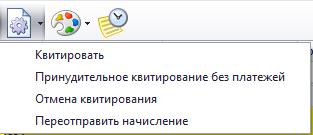 Квитировать
Принудительное квитирование без платежей
Отмена квитирования
Переотправить начисление